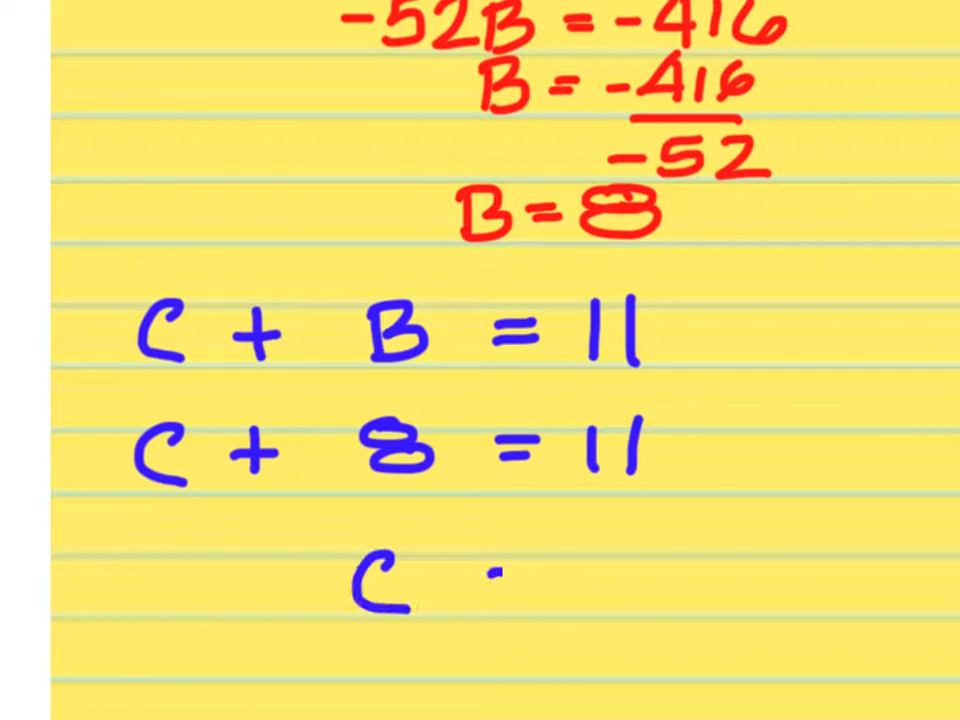 -52B = -416
B = -416
-52
B = 8
C + B = 11
C + 8 = 11
C -